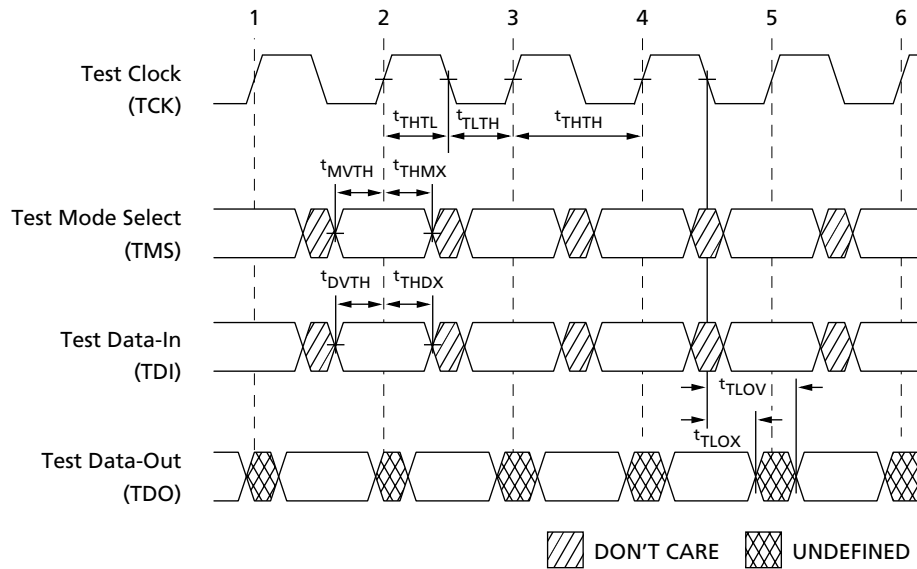 1 2 3 4 5 6
Test Clock
(TCK)
tTHTL tTLTH tTHTH
tMVTH tTHMX
Test Mode Select
(TMS)
tDVTH tTHDX
Test Data-In
(TDI)
tTLOV
tTLOX
Test Data-Out
(TDO)
DON'T CARE UNDEFINED